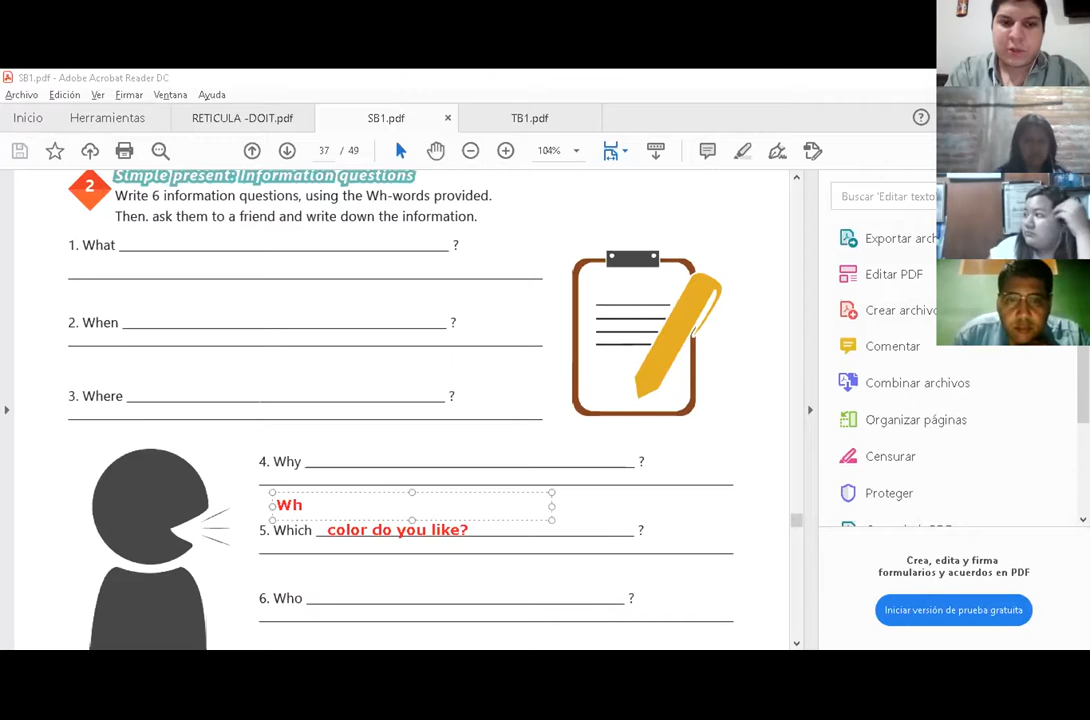 SB1.pdf - Adobe Acrobat Reader DC
Archivo Edición Ver Firmar Ventana Ayuda
Inicio Herramientas RETICULA -DOIT.pdf SB1.pdf × TB1.pdf
37 / 49 104%
2 Simple present: Information questions
Write 6 information questions, using the Wh-words provided.
Then. ask them to a friend and write down the information.
1. What ?
2. When ?
3. Where ?
4. Why ?
Wh
5. Which color do you like? ?
6. Who ?
Buscar 'Editar texto
Exportar arch
Editar PDF
Crear archivo
Comentar
Combinar archivos
Organizar páginas
Censurar
Proteger
Crea, edita y firma
formularios y acuerdos en PDF
Iniciar versión de prueba gratuita